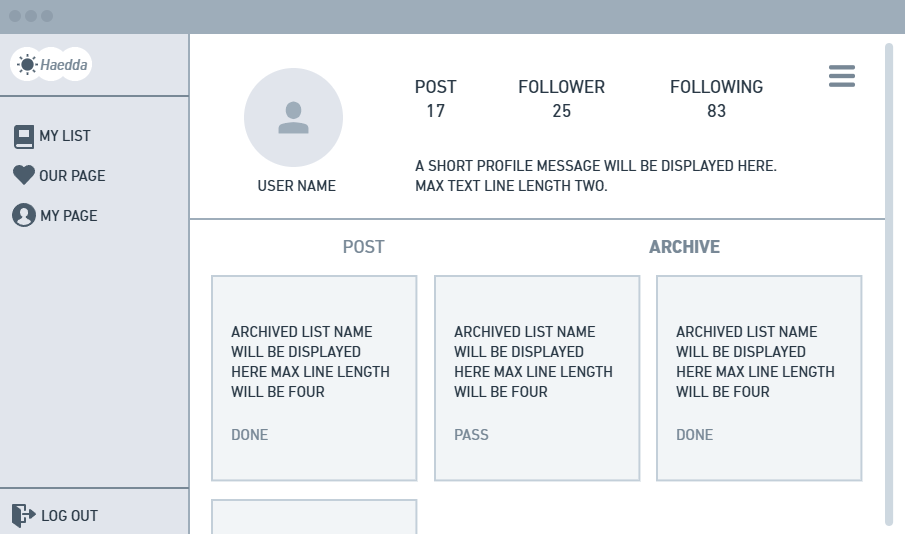 Haedda
MY LIST
OUR PAGE
MY PAGE
LOG OUT
USER NAME
POST
17
FOLLOWER
25
FOLLOWING
83
A SHORT PROFILE MESSAGE WILL BE DISPLAYED HERE.
MAX TEXT LINE LENGTH TWO.
POST
ARCHIVE
ARCHIVED LIST NAME
WILL BE DISPLAYED
HERE MAX LINE LENGTH
WILL BE FOUR
DONE
ARCHIVED LIST NAME
WILL BE DISPLAYED
HERE MAX LINE LENGTH
WILL BE FOUR
PASS
ARCHIVED LIST NAME
WILL BE DISPLAYED
HERE MAX LINE LENGTH
WILL BE FOUR
DONE